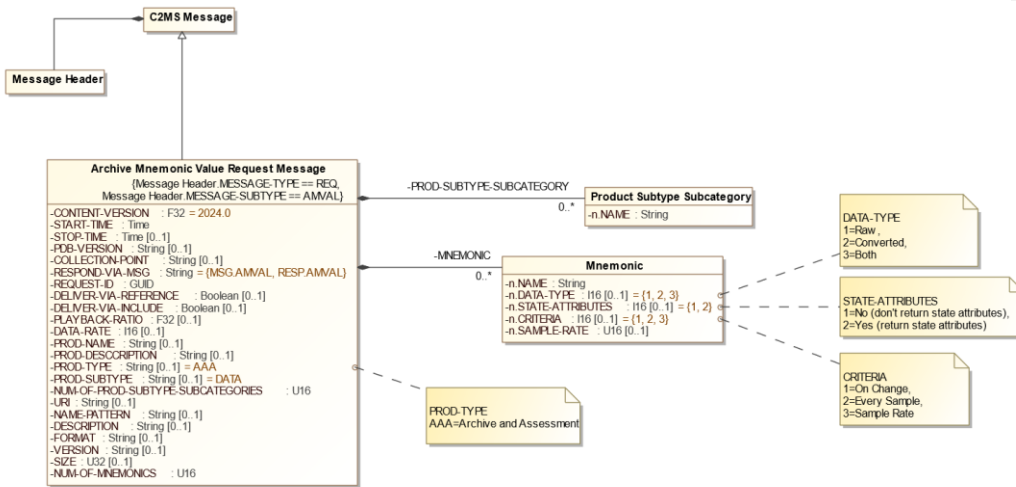 C2MS Message
Message Header
Archive Mnemonic Value Request Message
{Message Header.MESSAGE-TYPE == REQ,
Message Header.MESSAGE-SUBTYPE == AMVAL}
-CONTENT-VERSION : F32 = 2024.0
-START-TIME : Time
-STOP-TIME : Time [0..1]
-PDB-VERSION : String [0..1]
-COLLECTION-POINT : String [0..1]
-RESPOND-VIA-MSG : String = {MSG.AMVAL, RESP.AMVAL}
-REQUEST-ID : GUID
-DELIVER-VIA-REFERENCE : Boolean [0..1]
-DELIVER-VIA-INCLUDE : Boolean [0..1]
-PLAYBACK-RATIO : F32 [0..1]
-DATA-RATE : I16 [0..1]
-PROD-NAME : String [0..1]
-PROD-DESCCRIPTION : String [0..1]
-PROD-TYPE : String [0..1] = AAA
-PROD-SUBTYPE : String [0..1] = DATA
-NUM-OF-PROD-SUBTYPE-SUBCATEGORIES : U16
-URI : String [0..1]
-NAME-PATTERN : String [0..1]
-DESCRIPTION : String [0..1]
-FORMAT : String [0..1]
-VERSION : String [0..1]
-SIZE : U32 [0..1]
-NUM-OF-MNEMONICS : U16
-PROD-SUBTYPE-SUBCATEGORY
0..*
Product Subtype Subcategory
-n.NAME : String
-MNEMONIC
0..*
Mnemonic
-n.NAME : String
-n.DATA-TYPE : I16 [0..1] = {1, 2, 3}
-n.STATE-ATTRIBUTES : I16 [0..1] = {1, 2}
-n.CRITERIA : I16 [0..1] = {1, 2, 3}
-n.SAMPLE-RATE : U16 [0..1]
DATA-TYPE
1=Raw ,
2=Converted,
3=Both
STATE-ATTRIBUTES
1=No (don't return state attributes),
2=Yes (return state attributes)
CRITERIA
1=On Change,
2=Every Sample,
3=Sample Rate
PROD-TYPE
AAA=Archive and Assessment